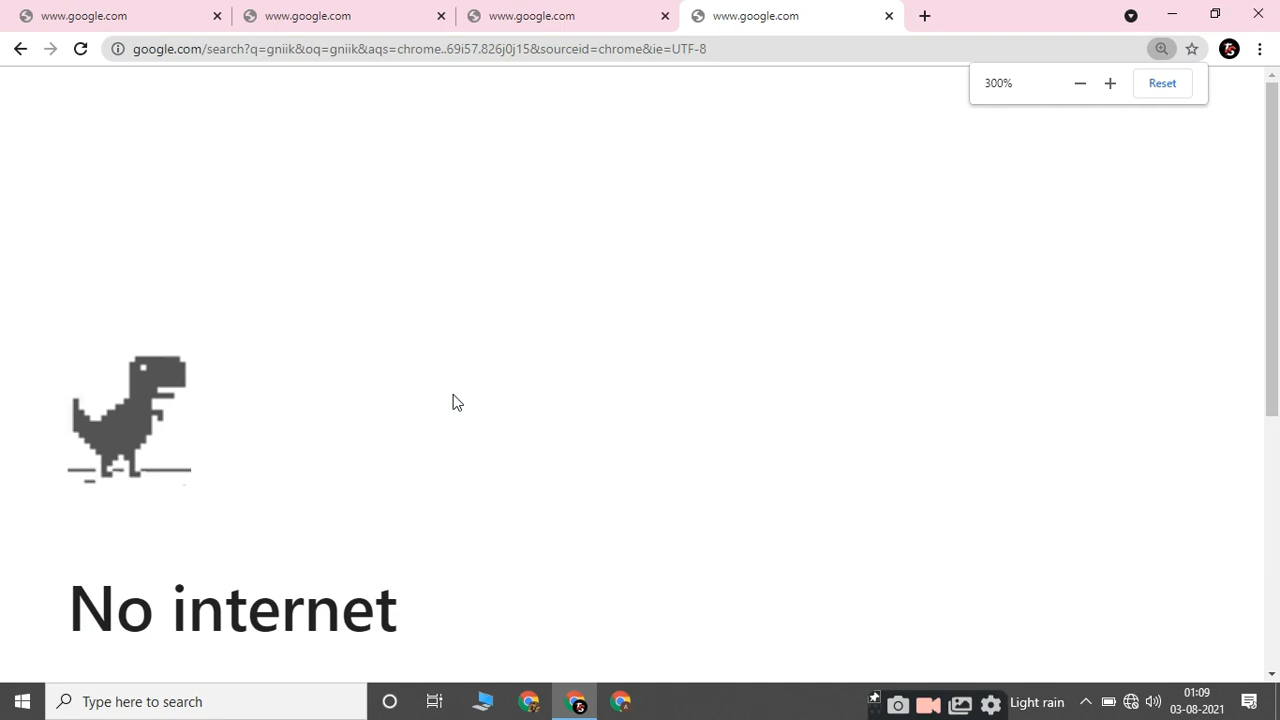 www.google.com
www.google.com
www.google.com
www.google.com
google.com/search?q=gniik&oq=gniik&aqs=chrome..69i57.826j0j15&sourceid=chrome&ie=UTF-8
300%
Reset
No internet
Type here to search
Light rain
01:09
03-08-2021